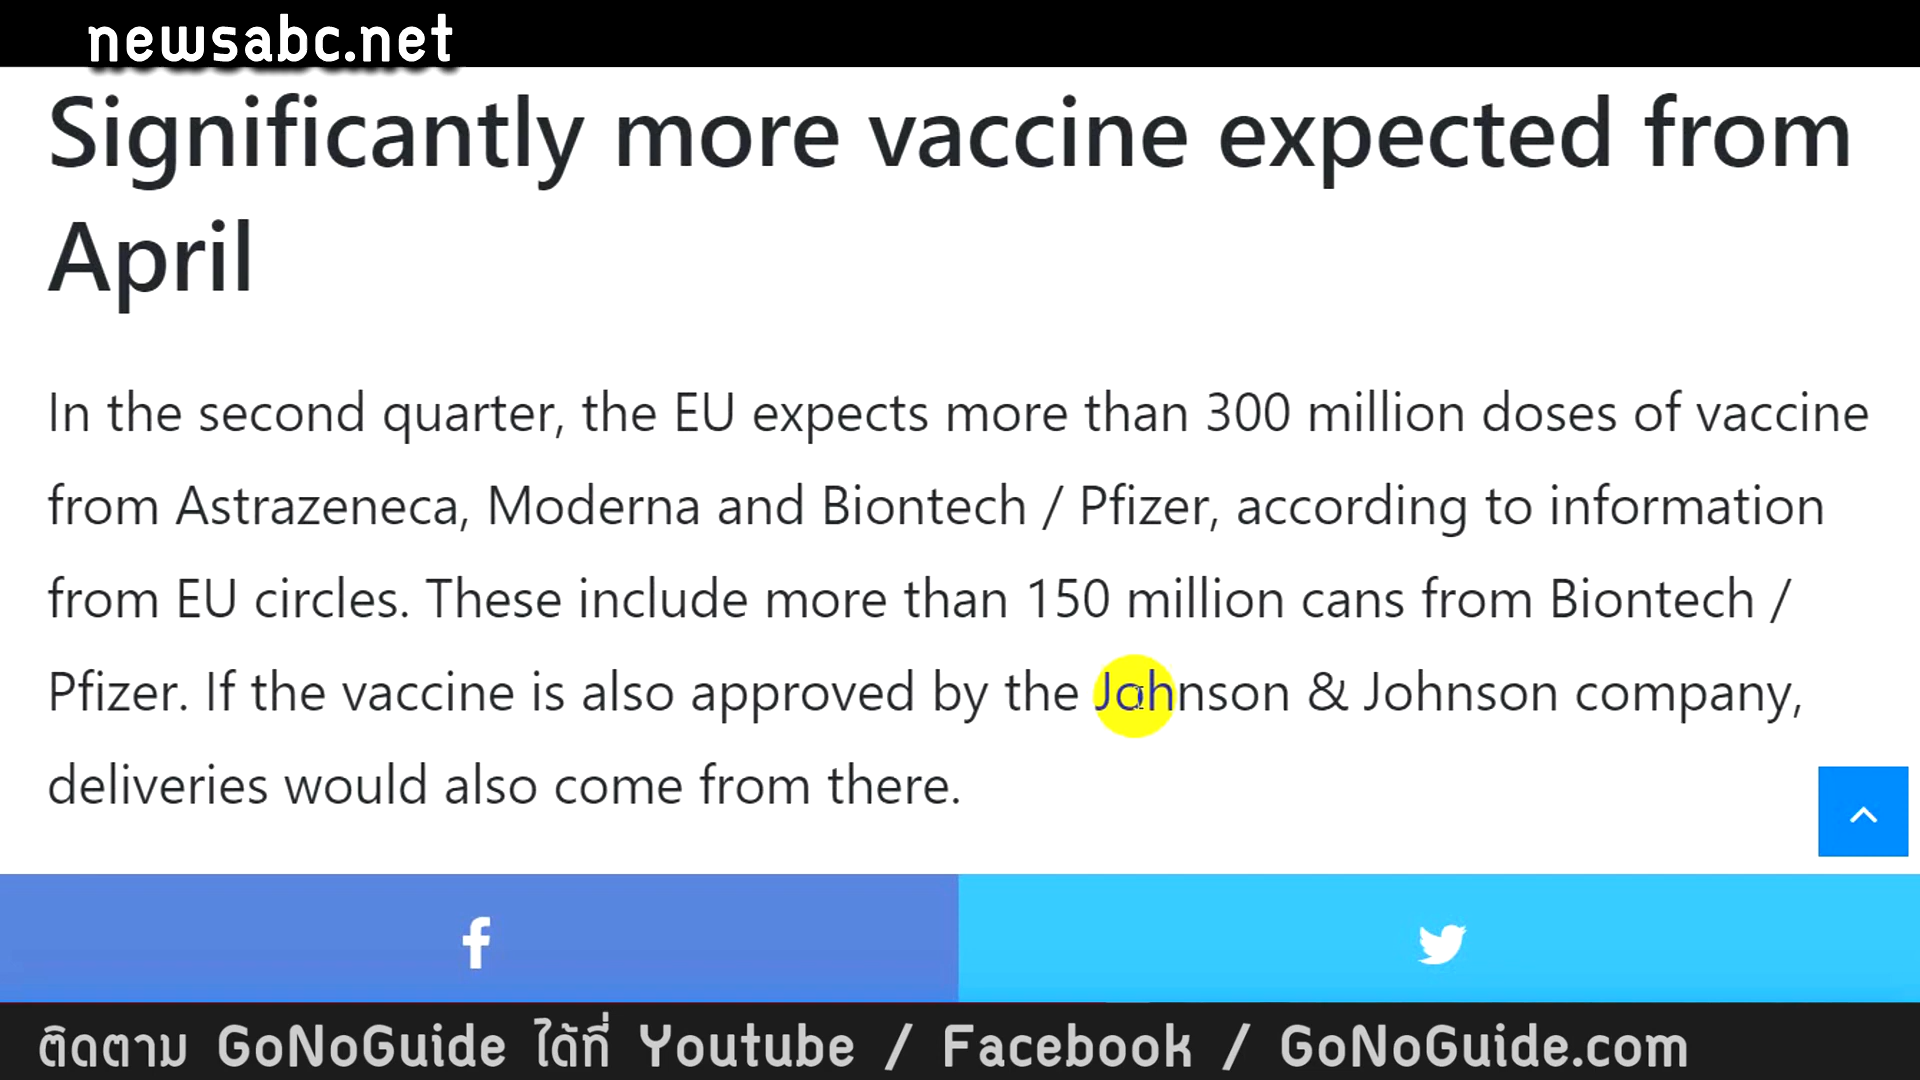 newsabc.net
Significantly more vaccine expected from
April
In the second quarter, the EU expects more than 300 million doses of vaccine
from Astrazeneca, Moderna and Biontech / Pfizer, according to information
from EU circles. These include more than 150 million cans from Biontech /
Pfizer. If the vaccine is also approved by the Johnson & Johnson company,
deliveries would also come from there.
ติดตาม GoNoGuide ได้ที่ Youtube / Facebook / GoNoGuide.com